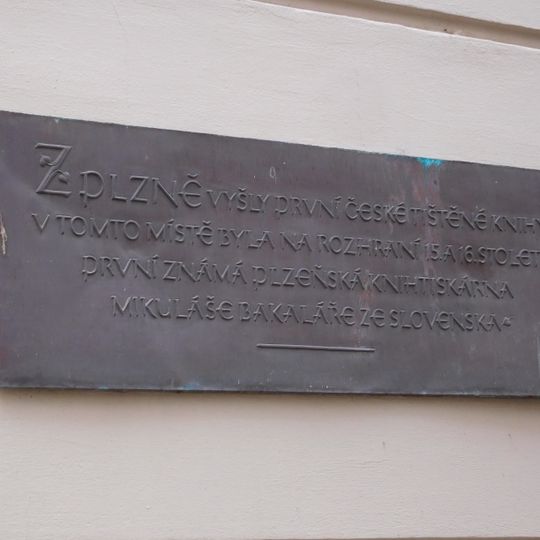 Z PLZNĚ VYŠLY PRVNÍ ČESKÉ TIŠTĚNÉ KNIHY
V TOMTO MÍSTĚ BYLA NA ROZHRANÍ 15. A 16. STOLET
PRVNÍ ZNÁMÁ PLZEŇSKÁ KNIHTISKÁRNA
MIKULÁŠE BAKALÁŘE ZE SLOVENSKA